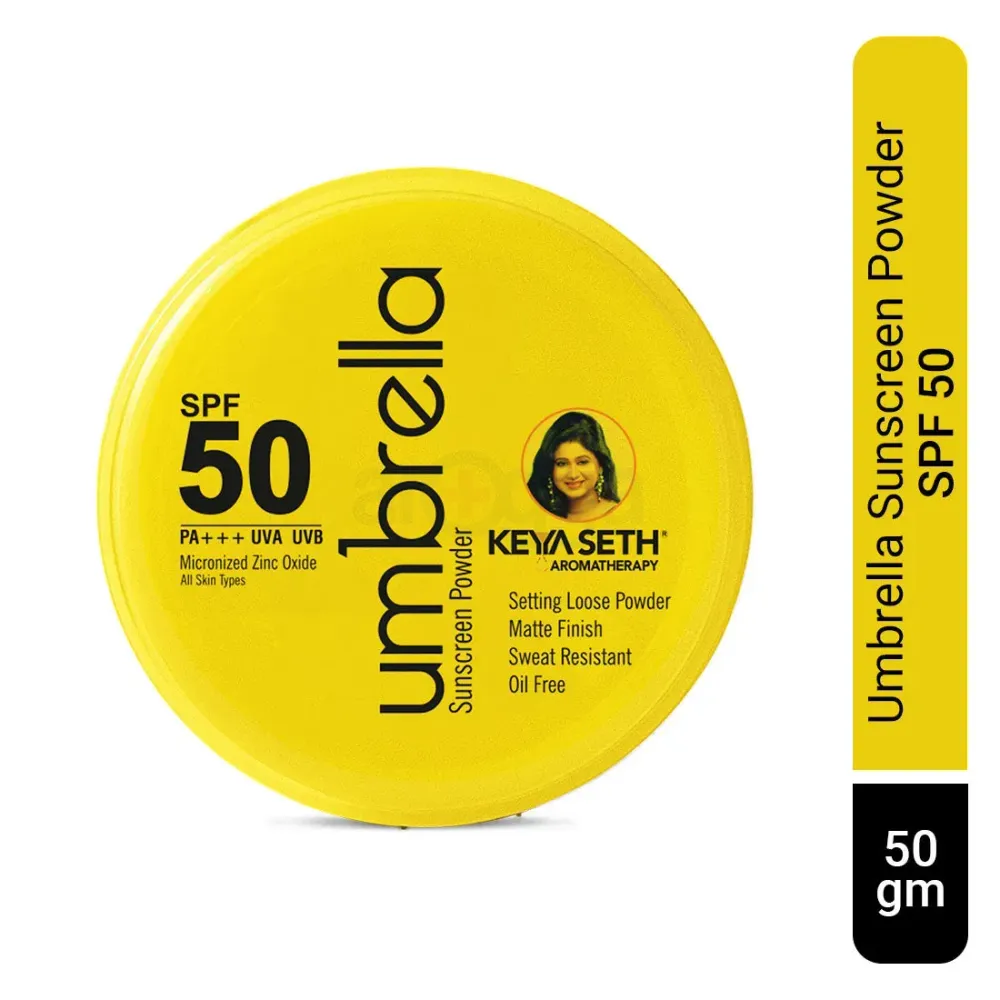 SPF
50
PA+++ UVA UVB
Micronized Zinc Oxide
All Skin Types
umbrella
Sunscreen Powder
KEYA SETH®
AROMATHERAPY
Setting Loose Powder
Matte Finish
Sweat Resistant
Oil Free
Umbrella Sunscreen Powder
SPF 50
50
gm